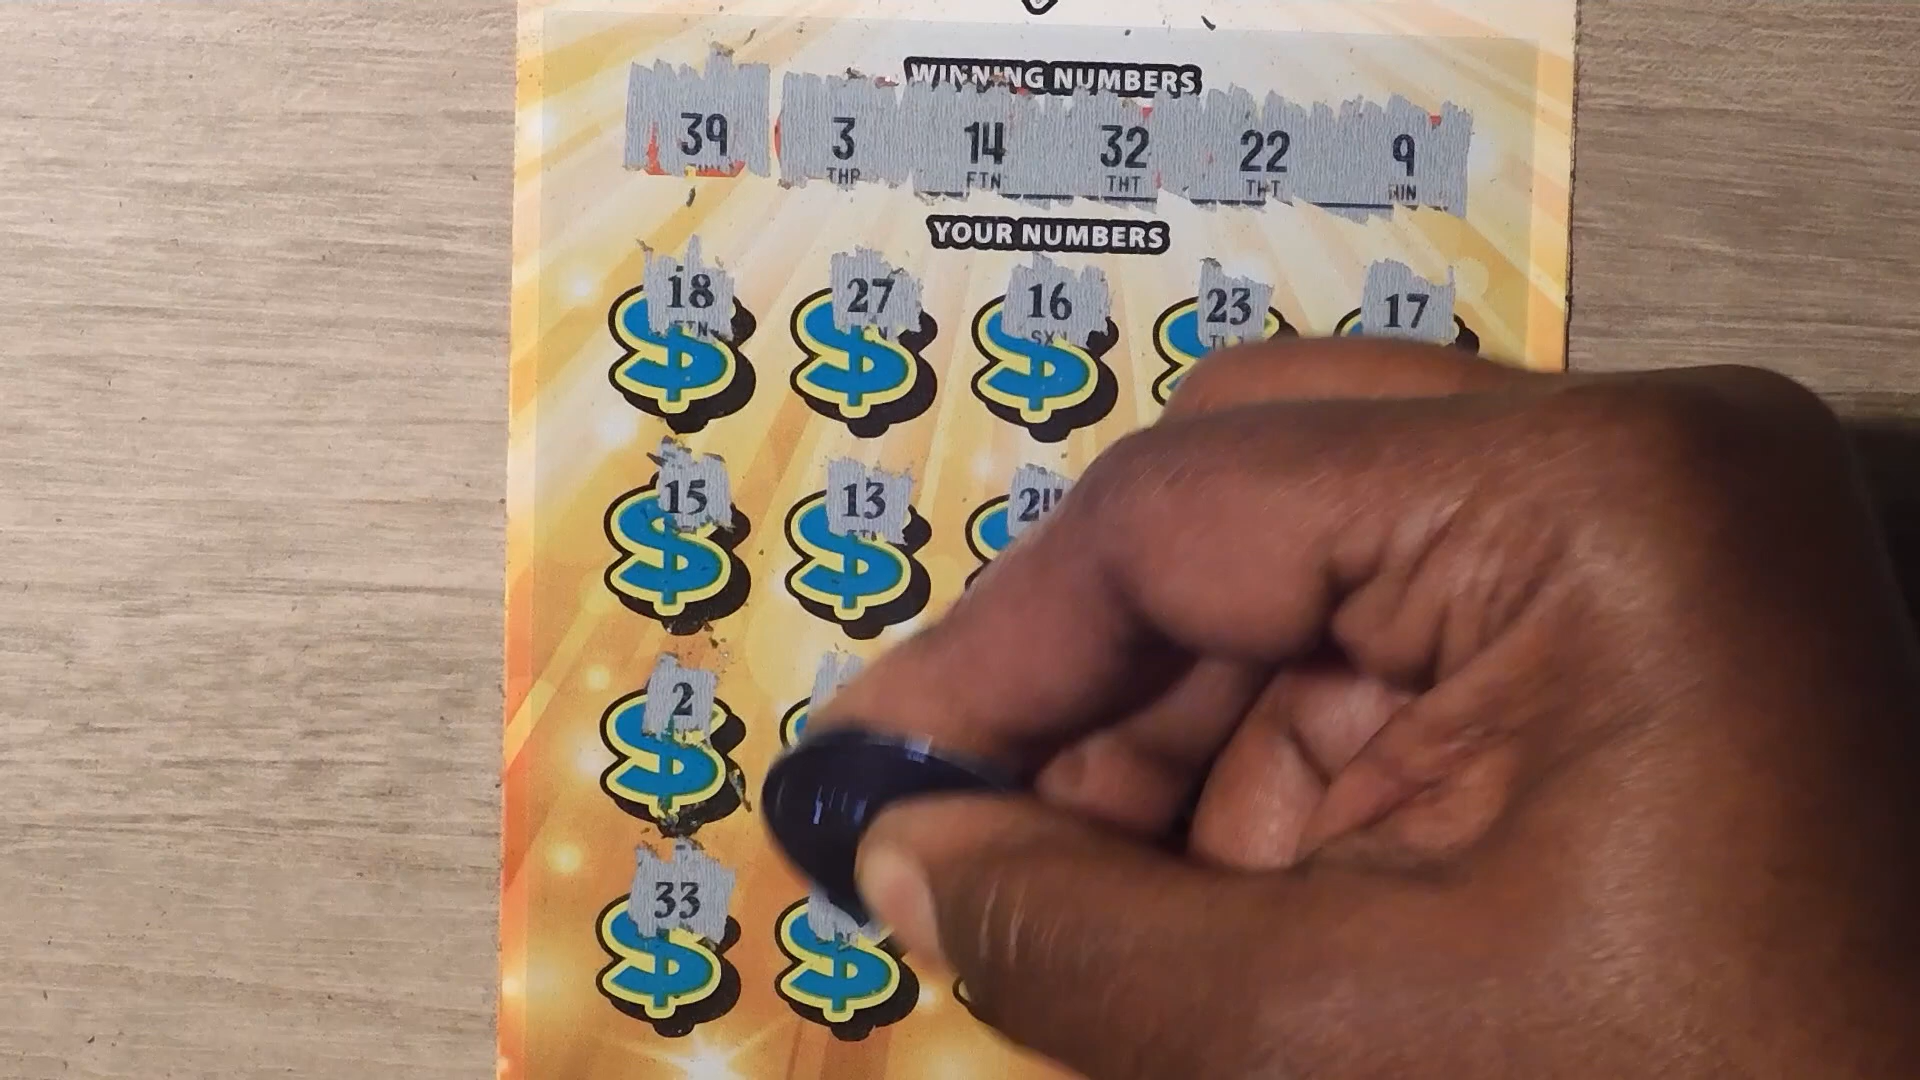 WINNING NUMBERS
39 3 14 32 22 9
THR FTN THT THT NIN
YOUR NUMBERS
18 27 16 23 17
15 13 24
2
33